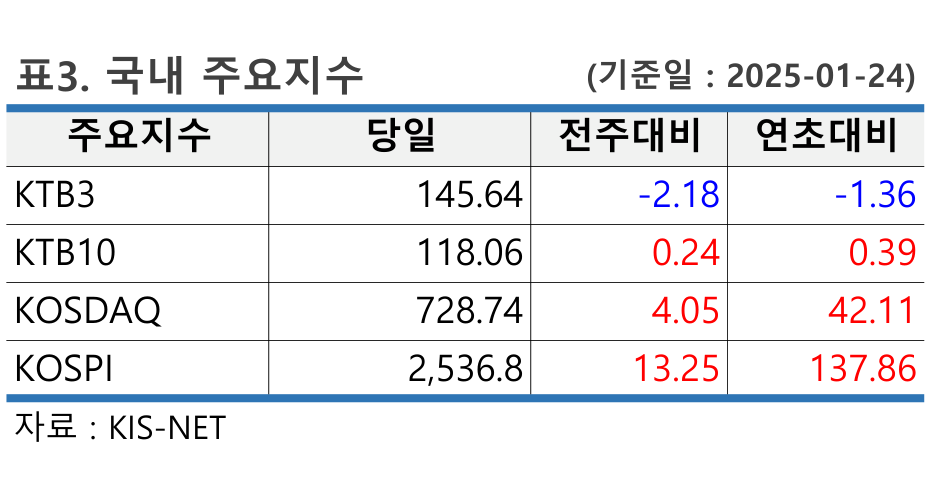 표3. 국내 주요지수 (기준일 : 2025-01-24)
주요지수 당일 전주대비 연초대비
KTB3 145.64 -2.18 -1.36
KTB10 118.06 0.24 0.39
KOSDAQ 728.74 4.05 42.11
KOSPI 2,536.8 13.25 137.86
자료 : KIS-NET